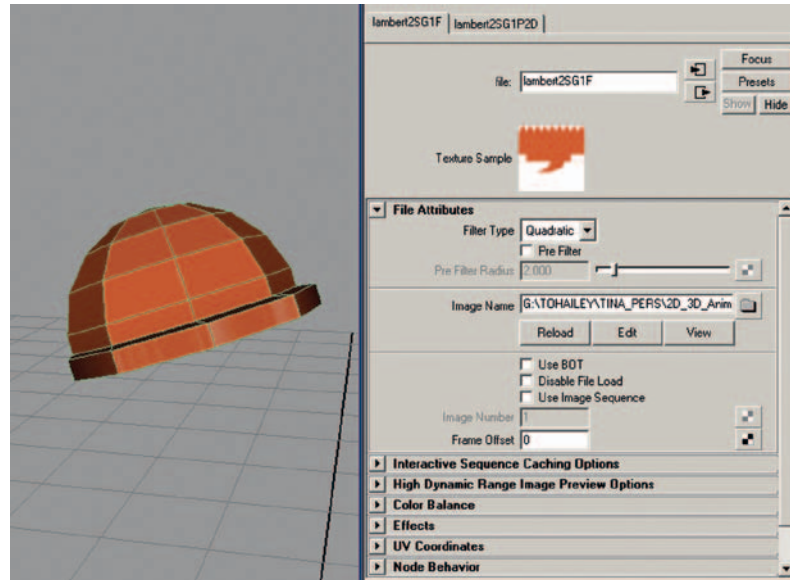 lambert2SG1F lambert2SG1P2D
Focus
file: lambert2SG1F
Presets
Show Hide
Texture Sample
File Attributes
Filter Type Quadratic
Pre Filter
Pre Filter Radius 2.000
Image Name G:\TOHAILEY\TINA_PERS\2D_3D_Anim
Reload Edit View
Use BOT
Disable File Load
Use Image Sequence
Image Number 1
Frame Offset 0
Interactive Sequence Caching Options
High Dynamic Range Image Preview Options
Color Balance
Effects
UV Coordinates
Node Behavior